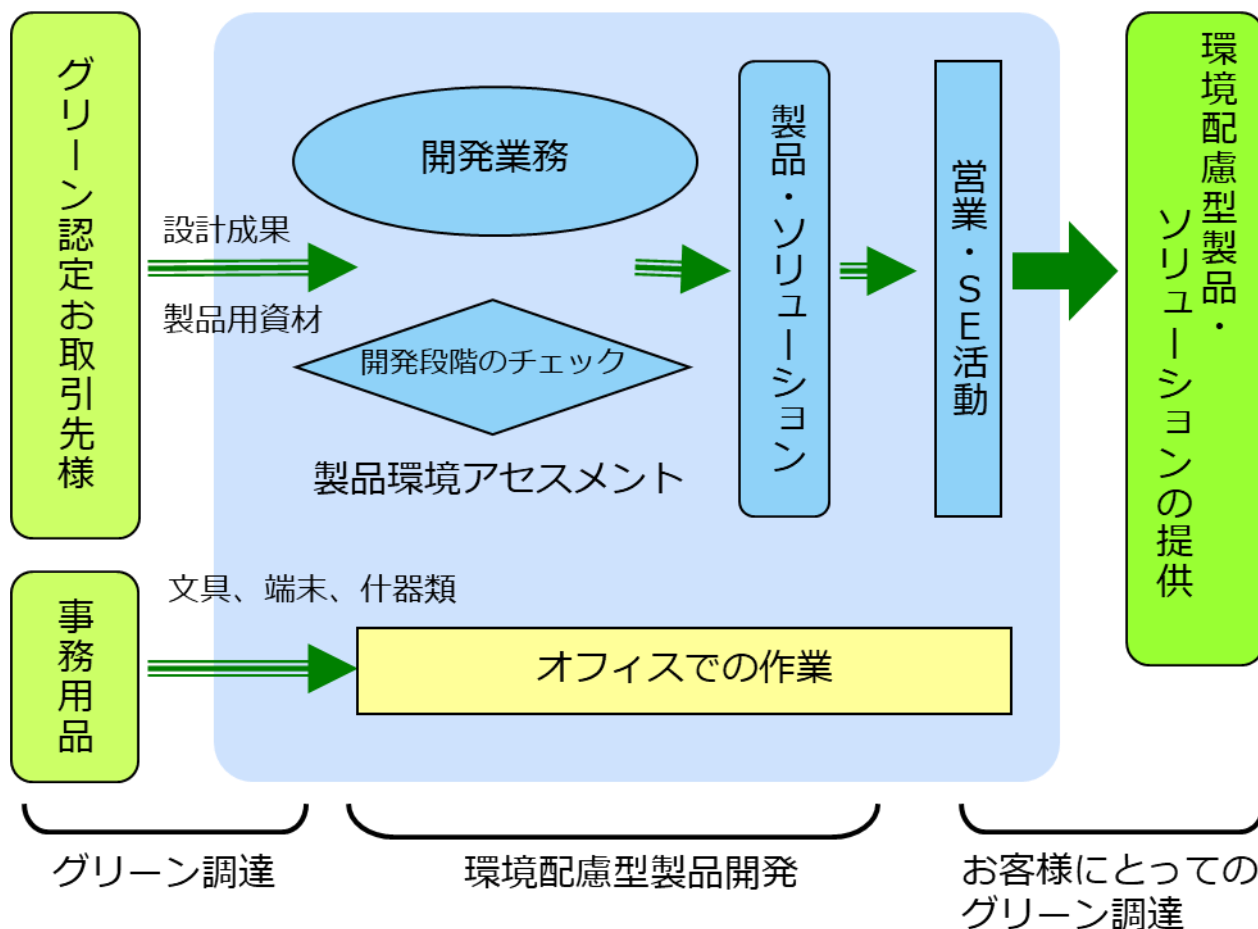 グリーン認定お取引先様
設計成果
製品用資材
開発業務
開発段階のチェック
製品環境アセスメント
製品・ソリューション
営業・SE活動
環境配慮型製品・
ソリューションの提供
事務用品
文具、端末、什器類
オフィスでの作業
グリーン調達
環境配慮型製品開発
お客様にとっての
グリーン調達